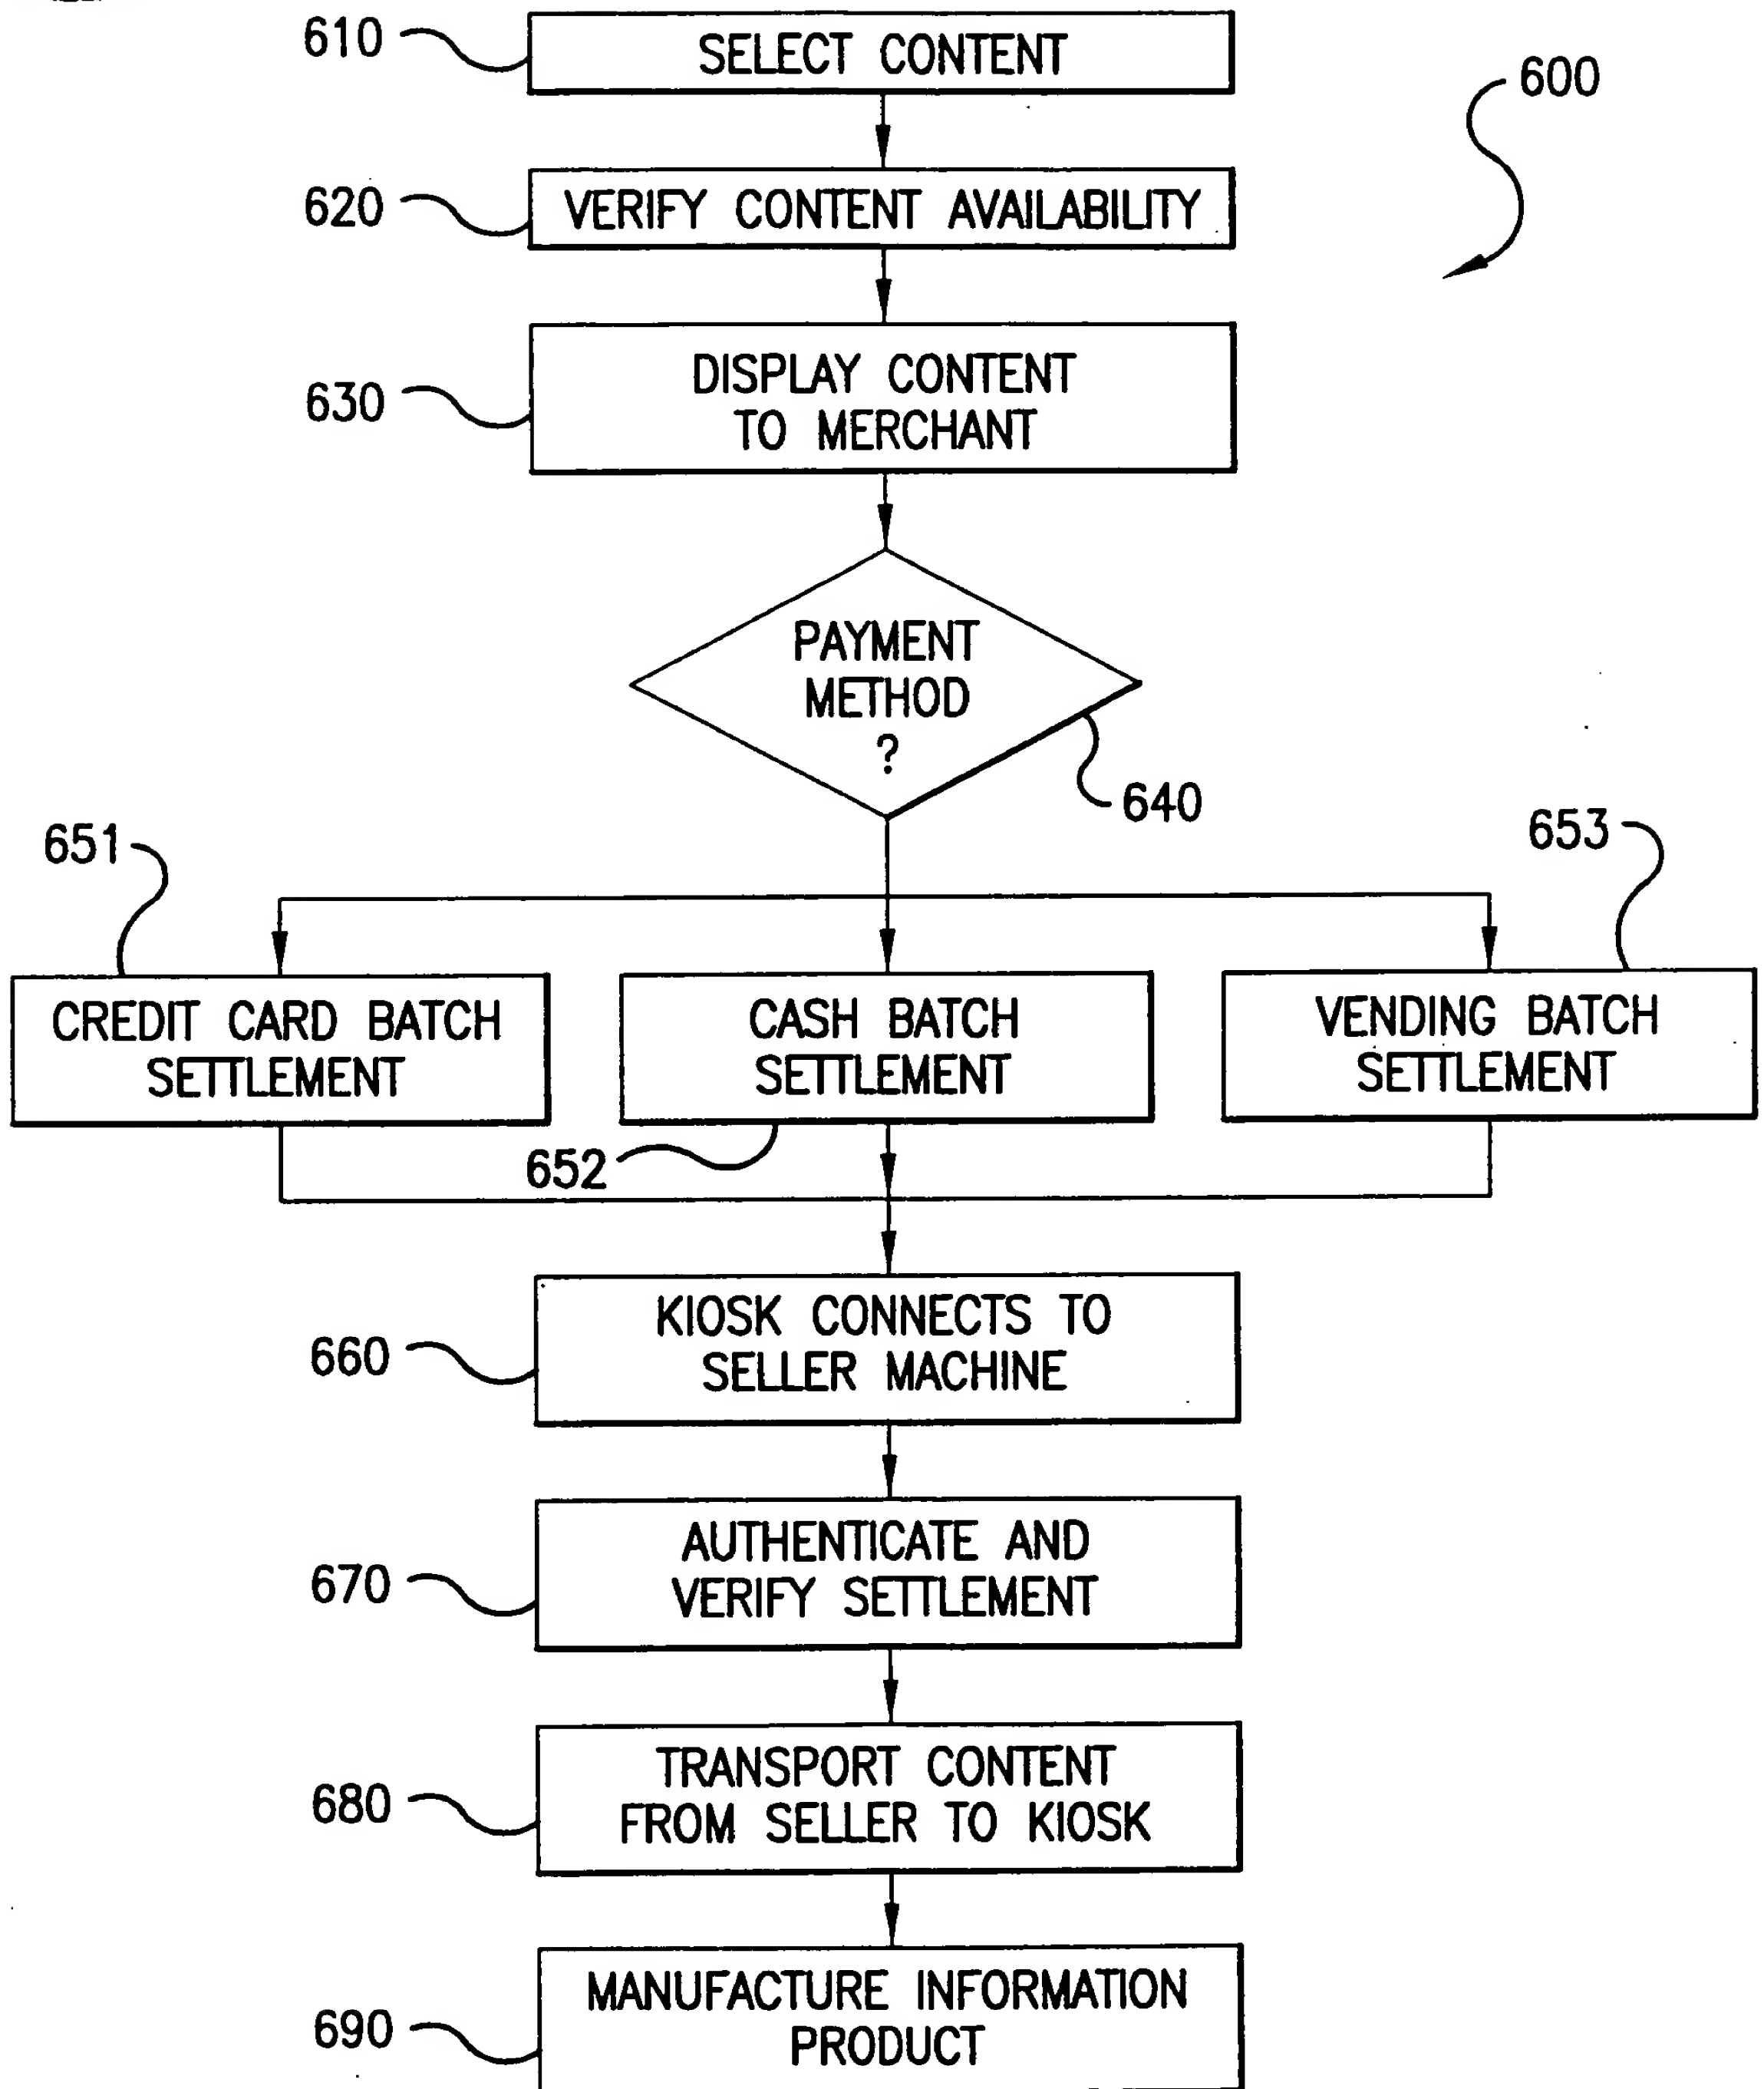 610
SELECT CONTENT
600
620
VERIFY CONTENT AVAILABILITY
630
DISPLAY CONTENT
TO MERCHANT
PAYMENT
METHOD
?
640
651
653
CREDIT CARD BATCH
SETTLEMENT
CASH BATCH
SETTLEMENT
VENDING BATCH
SETTLEMENT
652
660
KIOSK CONNECTS TO
SELLER MACHINE
670
AUTHENTICATE AND
VERIFY SETTLEMENT
680
TRANSPORT CONTENT
FROM SELLER TO KIOSK
690
MANUFACTURE INFORMATION
PRODUCT